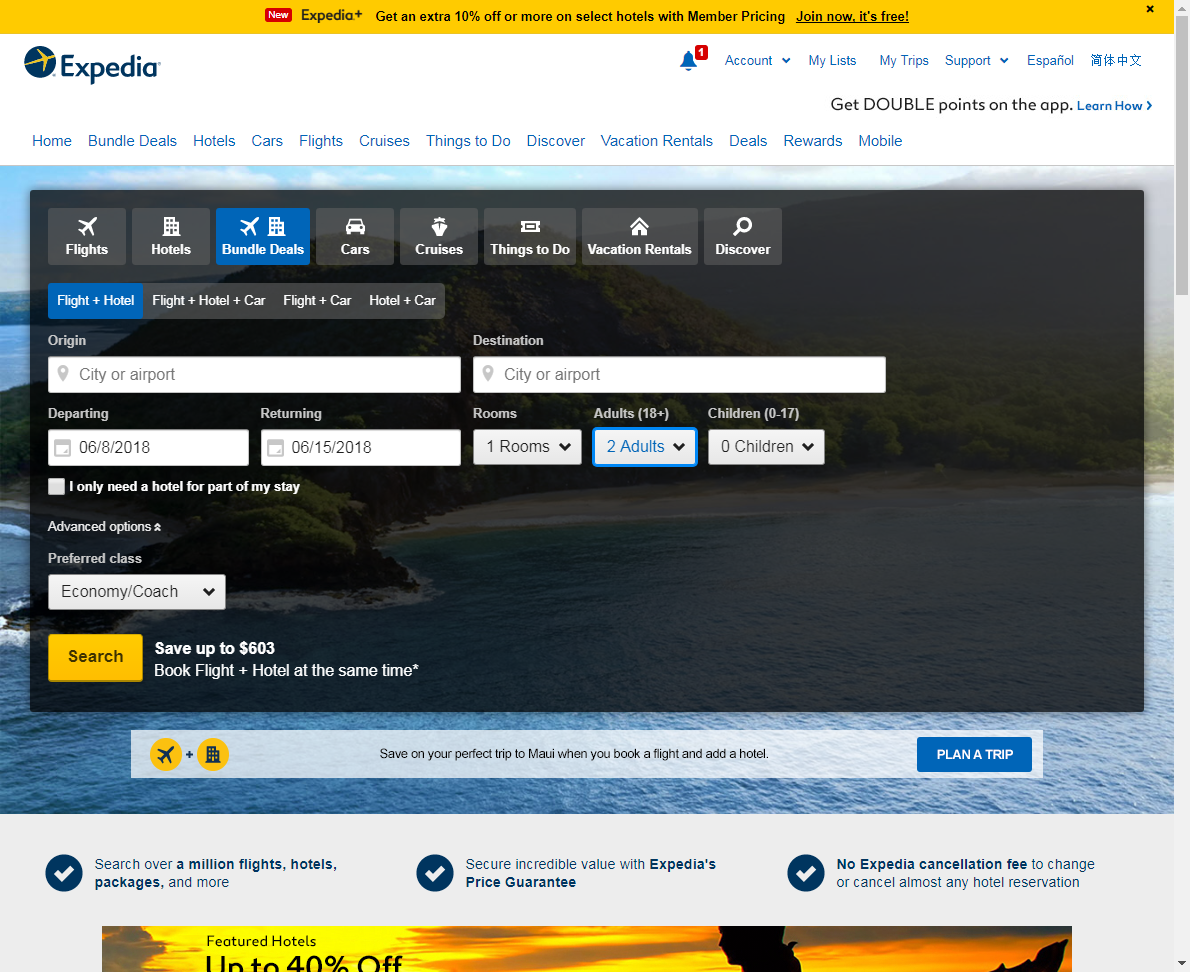 New Expedia+ Get an extra 10% off or more on select hotels with Member Pricing Join now, it's free! ×
Expedia
1 Account My Lists My Trips Support Español 简体中文
Get DOUBLE points on the app. Learn How
Home Bundle Deals Hotels Cars Flights Cruises Things to Do Discover Vacation Rentals Deals Rewards Mobile
Flights Hotels Bundle Deals Cars Cruises Things to Do Vacation Rentals Discover
Flight + Hotel Flight + Hotel + Car Flight + Car Hotel + Car
Origin Destination
City or airport City or airport
Departing Returning Rooms Adults (18+) Children (0-17)
06/8/2018 06/15/2018 1 Rooms 2 Adults 0 Children
I only need a hotel for part of my stay
Advanced options
Preferred class
Economy/Coach
Search
Save up to $603
Book Flight + Hotel at the same time*
+ Save on your perfect trip to Maui when you book a flight and add a hotel. PLAN A TRIP
Search over a million flights, hotels,
packages, and more
Secure incredible value with Expedia's
Price Guarantee
No Expedia cancellation fee to change
or cancel almost any hotel reservation
Featured Hotels
Up to 40% Off